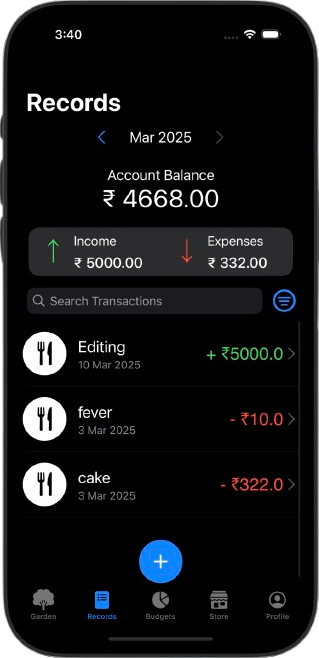 3:40
Records
Mar 2025
Account Balance
₹ 4668.00
Income
₹ 5000.00
Expenses
₹ 332.00
Search Transactions
Editing
10 Mar 2025
+ ₹5000.0
fever
3 Mar 2025
- ₹10.0
cake
3 Mar 2025
- ₹322.0
Garden
Records
Budgets
Store
Profile